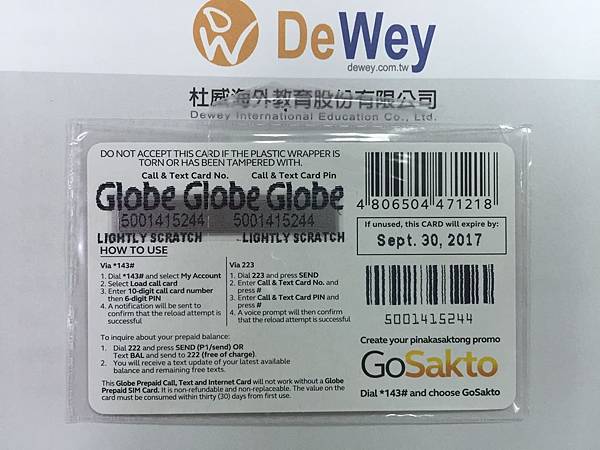 DW DeWey
dewey.com.tw
杜威海外教育股份有限公司
Dewey International Education Co., Ltd.
DO NOT ACCEPT THIS CARD IF THE PLASTIC WRAPPER IS
TORN OR HAS BEEN TAMPERED WITH.
Call & Text Card No. Call & Text Card Pin
Globe Globe Globe
5001415244 5001415244
LIGHTLY SCRATCH LIGHTLY SCRATCH
HOW TO USE
Via *143#
1. Dial *143# and select My Account
2. Select Load call card
3. Enter 10-digit call card number
then 6-digit PIN
4. A notification will be sent to
confirm that the reload attempt is
successful
Via 223
1. Dial 223 and press SEND
2. Enter Call & Text Card No. and
press #
3. Enter Call & Text Card PIN and
press #
4. A voice prompt will then confirm
that the reload attempt is successful
To inquire about your prepaid balance:
1. Dial 222 and press SEND (P1/send) OR
Text BAL and send to 222 (free of charge).
2. You will receive a text update of your latest available
balance and remaining free texts.
This Globe Prepaid Call, Text and Internet Card will not work without a Globe
Prepaid SIM Card. It is non-refundable and non-replaceable. The value on the
card must be consumed within thirty (30) days from first use.
4 806504 471218
If unused, this CARD will expire by:
Sept. 30, 2017
5001415244
Create your pinakasaktong promo
GoSakto
Dial *143# and choose GoSakto